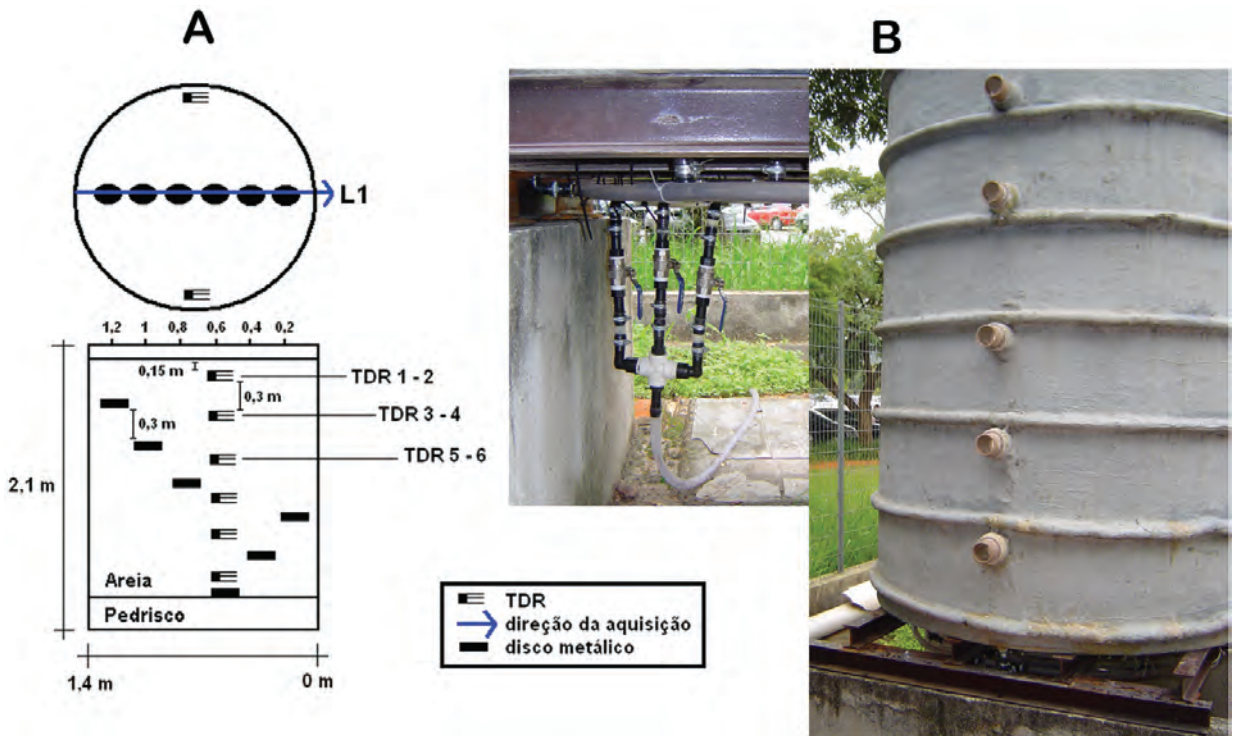 A
B
L1
1,2 1 0,8 0,6 0,4 0,2
0,15 m
TDR 1 - 2
0,3 m
TDR 3 - 4
0,3 m
TDR 5 - 6
2,1 m
Areia
Pedrisco
1,4 m
0 m
TDR
direção da aquisição
disco metálico